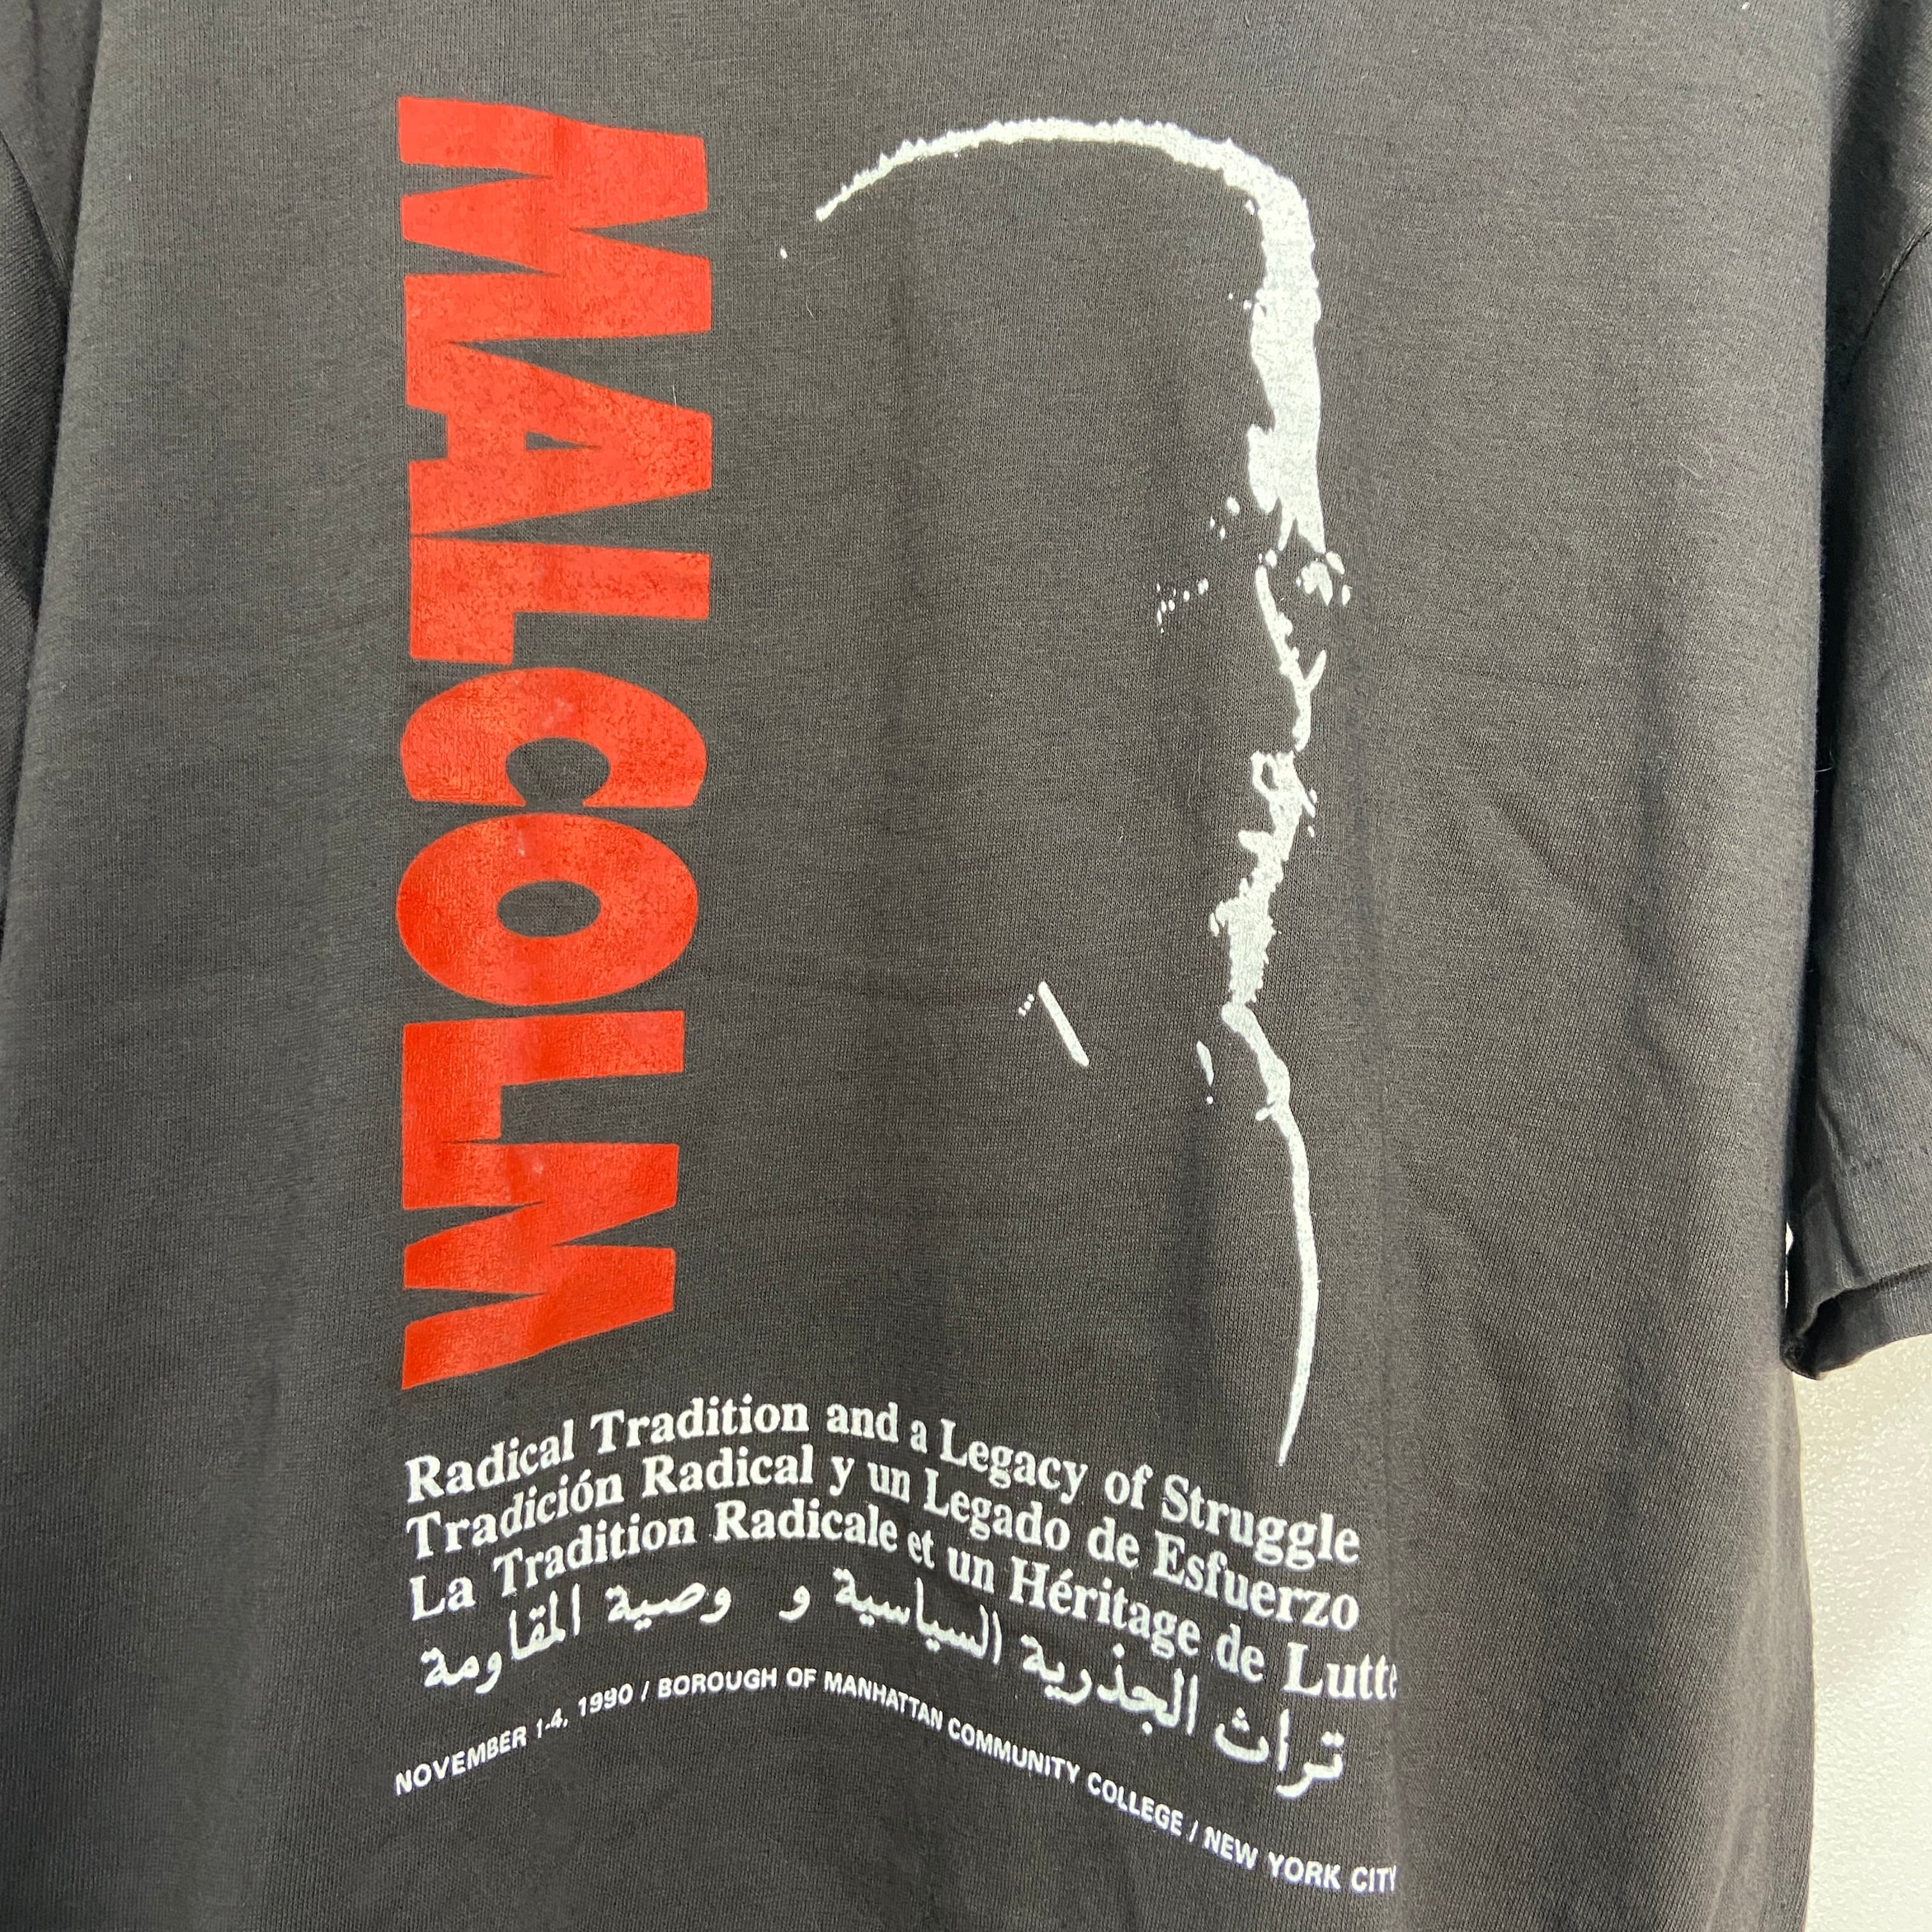 MALCOLM
Radical Tradition and a Legacy of Struggle
Tradición Radical y un Legado de Esfuerzo
La Tradition Radicale et un Héritage de Lutte
تراث الجذرية السياسية و وصية المقاومة
NOVEMBER 1-4, 1990 / BOROUGH OF MANHATTAN COMMUNITY COLLEGE / NEW YORK CITY